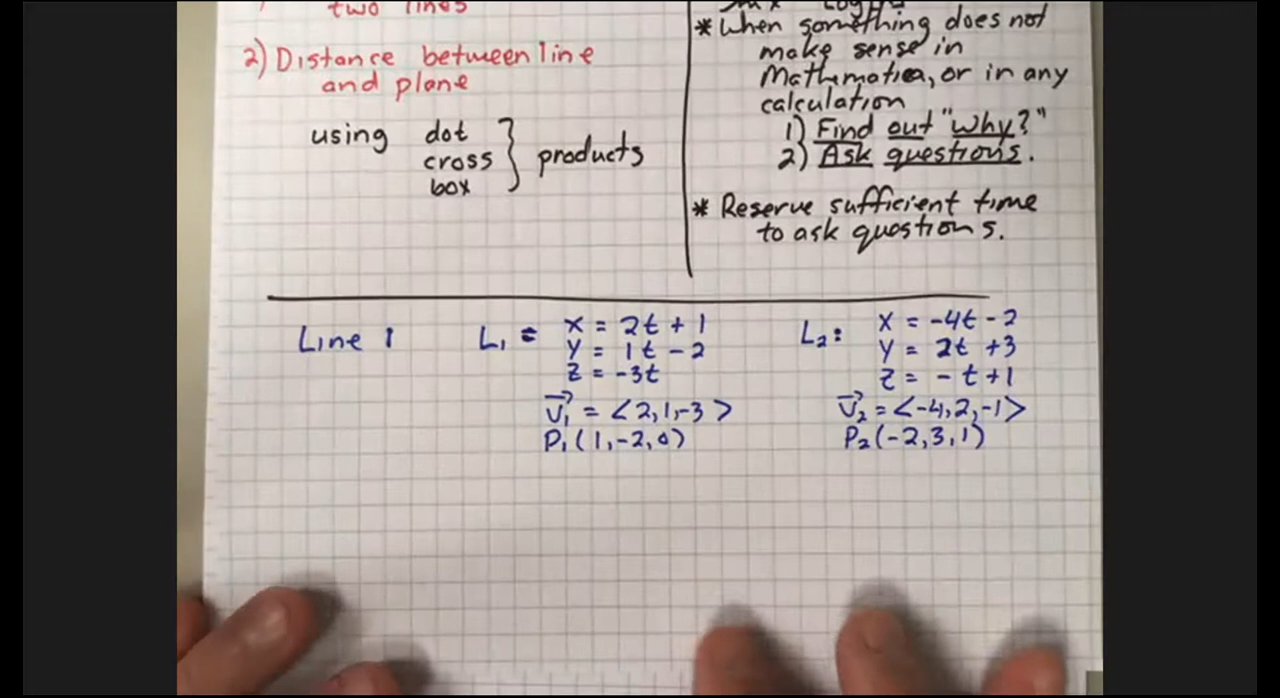 two lines
2) Distance between line
and plane
using dot
cross
box
} products
* When something does not
make sense in
Mathematica, or in any
calculation
1) Find out "Why?"
2) Ask questions.
* Reserve sufficient time
to ask questions.
Line 1
L₁ = x = 2t + 1
y = 1t - 2
z = -3t
v₁ = <2,1,-3>
P₁(1,-2,0)
L₂: x = -4t - 2
y = 2t + 3
z = -t + 1
v₂ = <-4,2,-1>
P₂(-2,3,1)